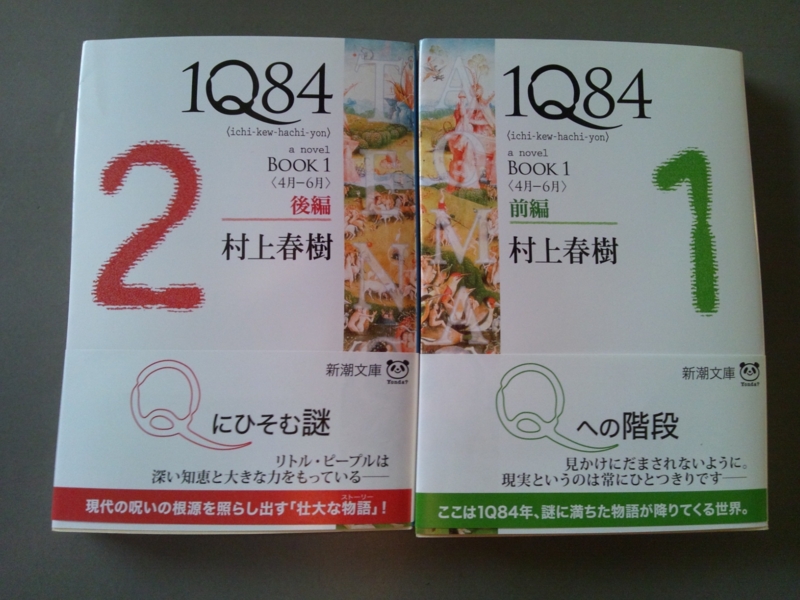 1Q84
〈ichi-kew-hachi-yon〉
a novel
BOOK 1
〈4月－6月〉
後編
村上春樹
2
TENGO
新潮文庫
Yonda?
Qにひそむ謎
リトル・ピープルは
深い知恵と大きな力をもっている──
ストーリー
現代の呪いの根源を照らし出す「壮大な物語」!
1Q84
〈ichi-kew-hachi-yon〉
a novel
BOOK 1
〈4月－6月〉
前編
村上春樹
1
AOMAME
新潮文庫
Yonda?
Qへの階段
見かけにだまされないように。
現実というのは常にひとつきりです──
ここは1Q84年、謎に満ちた物語が降りてくる世界。